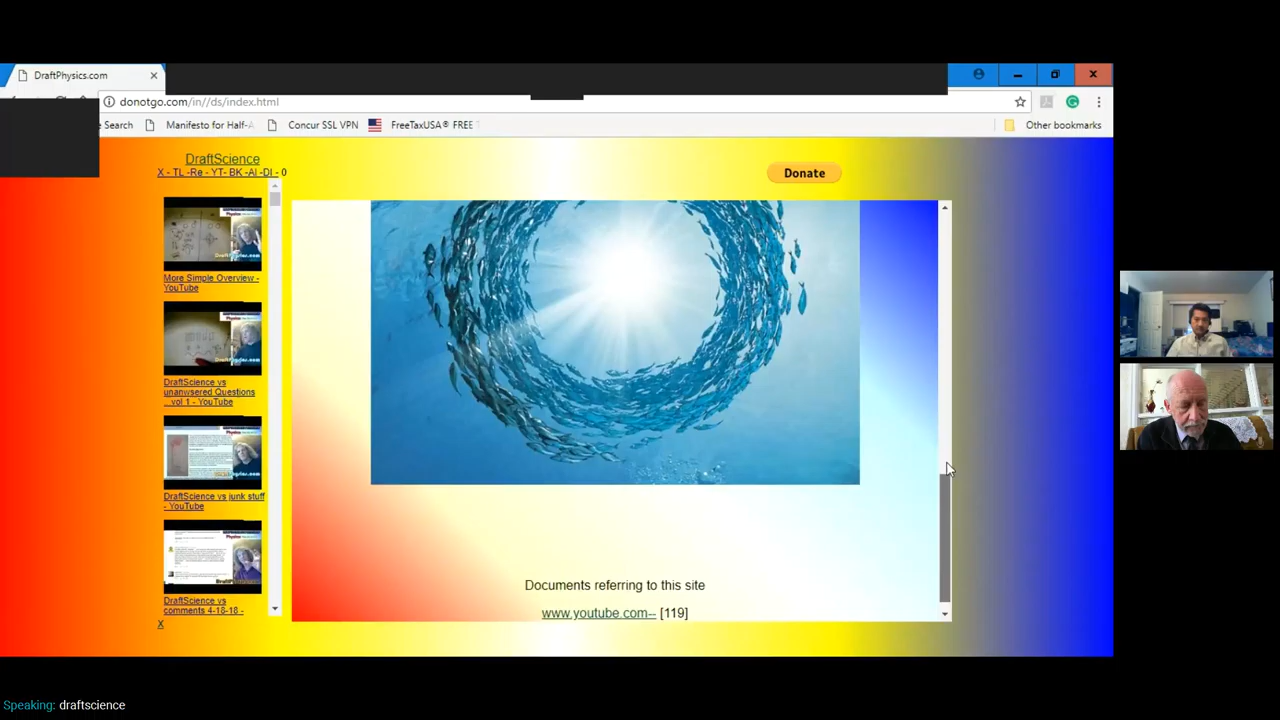 DraftPhysics.com
donotgo.com/in//ds/index.html
Search
Manifesto for Half-A
Concur SSL VPN
FreeTaxUSA® FREE T
Other bookmarks
DraftScience
X - TL -Re - YT- BK -AI -DI - 0
Donate
More Simple Overview -
YouTube
DraftScience vs
unanwsered Questions
.. vol 1 - YouTube
DraftScience vs junk stuff
- YouTube
DraftScience vs
comments 4-18-18 -
X
Documents referring to this site
www.youtube.com-- [119]
Speaking: draftscience